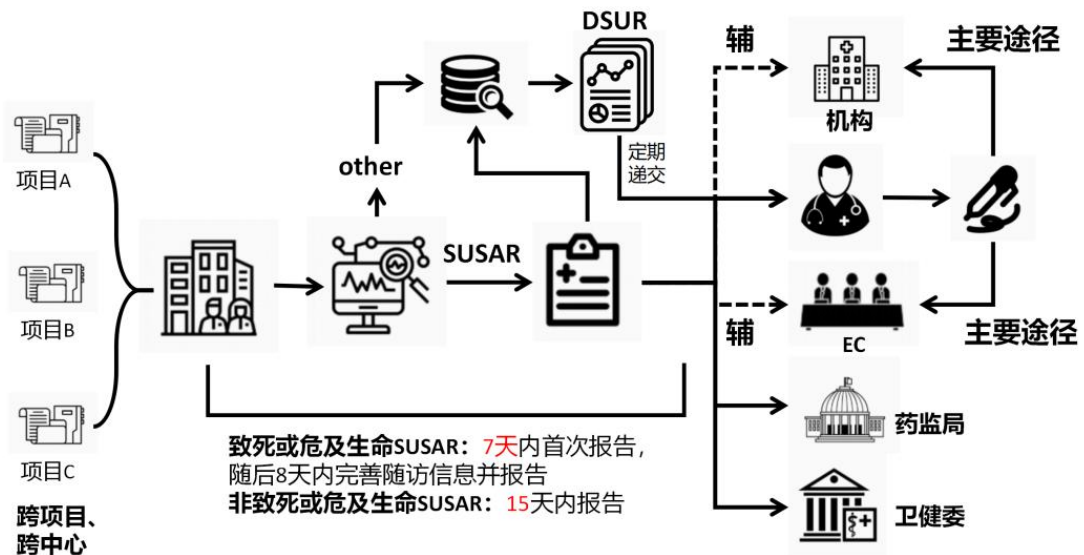 DSUR
辅
主要途径
机构
定期
递交
项目A
other
SUSAR
项目B
辅
主要途径
EC
项目C
药监局
致死或危及生命SUSAR：7天内首次报告，
随后8天内完善随访信息并报告
非致死或危及生命SUSAR：15天内报告
卫健委
跨项目、
跨中心